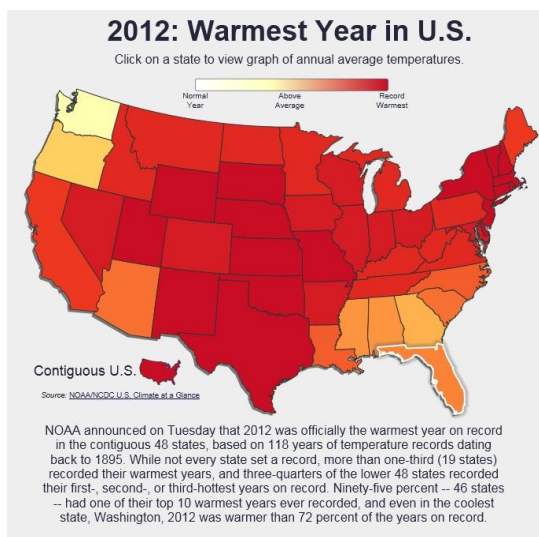 2012: Warmest Year in U.S.
Click on a state to view graph of annual average temperatures.
Normal Year
Above Average
Record Warmest
Contiguous U.S.
Source: NOAA/NCDC U.S. Climate at a Glance
NOAA announced on Tuesday that 2012 was officially the warmest year on record
in the contiguous 48 states, based on 118 years of temperature records dating
back to 1895. While not every state set a record, more than one-third (19 states)
recorded their warmest years, and three-quarters of the lower 48 states recorded
their first-, second-, or third-hottest years on record. Ninety-five percent -- 46 states
-- had one of their top 10 warmest years ever recorded, and even in the coolest
state, Washington, 2012 was warmer than 72 percent of the years on record.